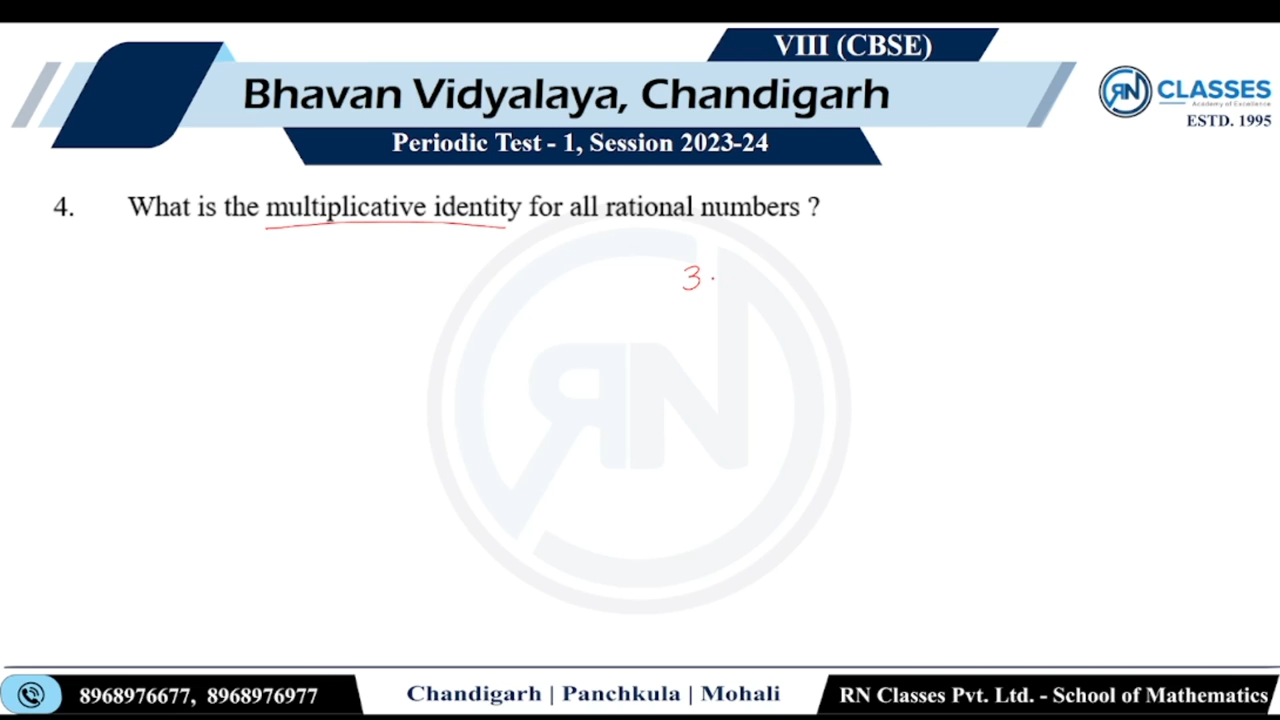 VIII (CBSE)
Bhavan Vidyalaya, Chandigarh
RN CLASSES
Academy of Excellence
ESTD. 1995
Periodic Test - 1, Session 2023-24
4. What is the multiplicative identity for all rational numbers ?
3 .
RN
8968976677, 8968976977
Chandigarh | Panchkula | Mohali
RN Classes Pvt. Ltd. - School of Mathematics